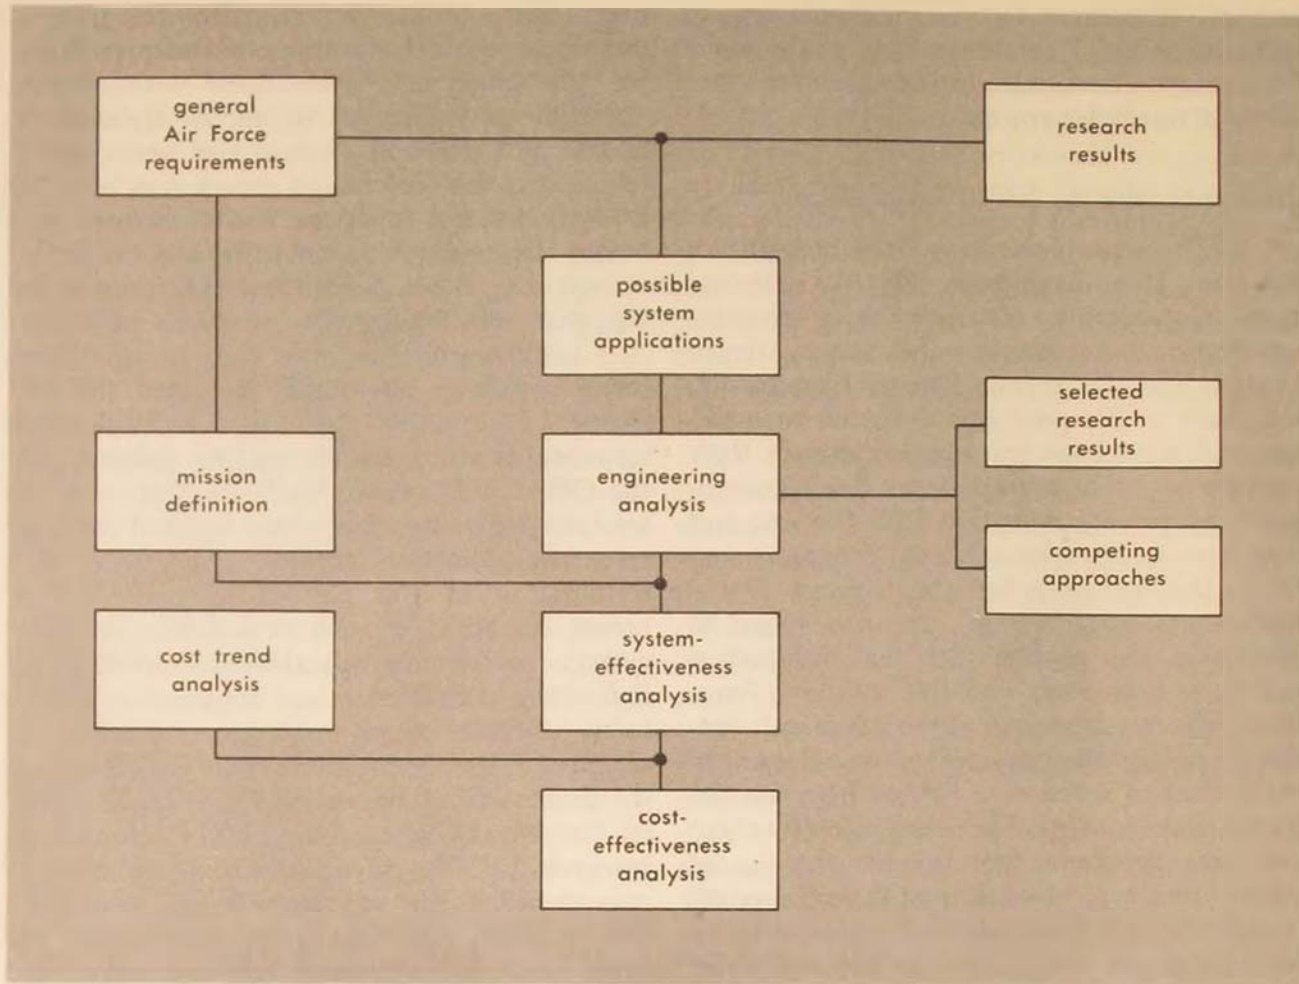 general
Air Force
requirements
research
results
possible
system
applications
selected
research
results
mission
definition
engineering
analysis
competing
approaches
cost trend
analysis
system-
effectiveness
analysis
cost-
effectiveness
analysis